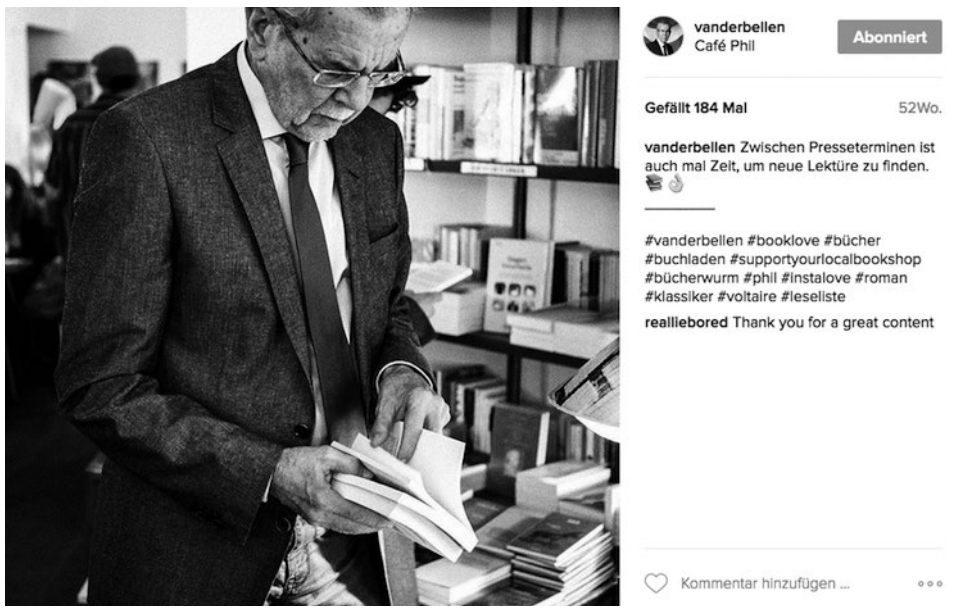 vanderbellen
Café Phil
Abonniert
Gefällt 184 Mal
52Wo.
vanderbellen Zwischen Presseterminen ist
auch mal Zeit, um neue Lektüre zu finden.
📚👌
#vanderbellen #booklove #bücher
#buchladen #supportyourlocalbookshop
#bücherwurm #phil #instalove #roman
#klassiker #voltaire #leseliste
realliebored Thank you for a great content
Kommentar hinzufügen ...